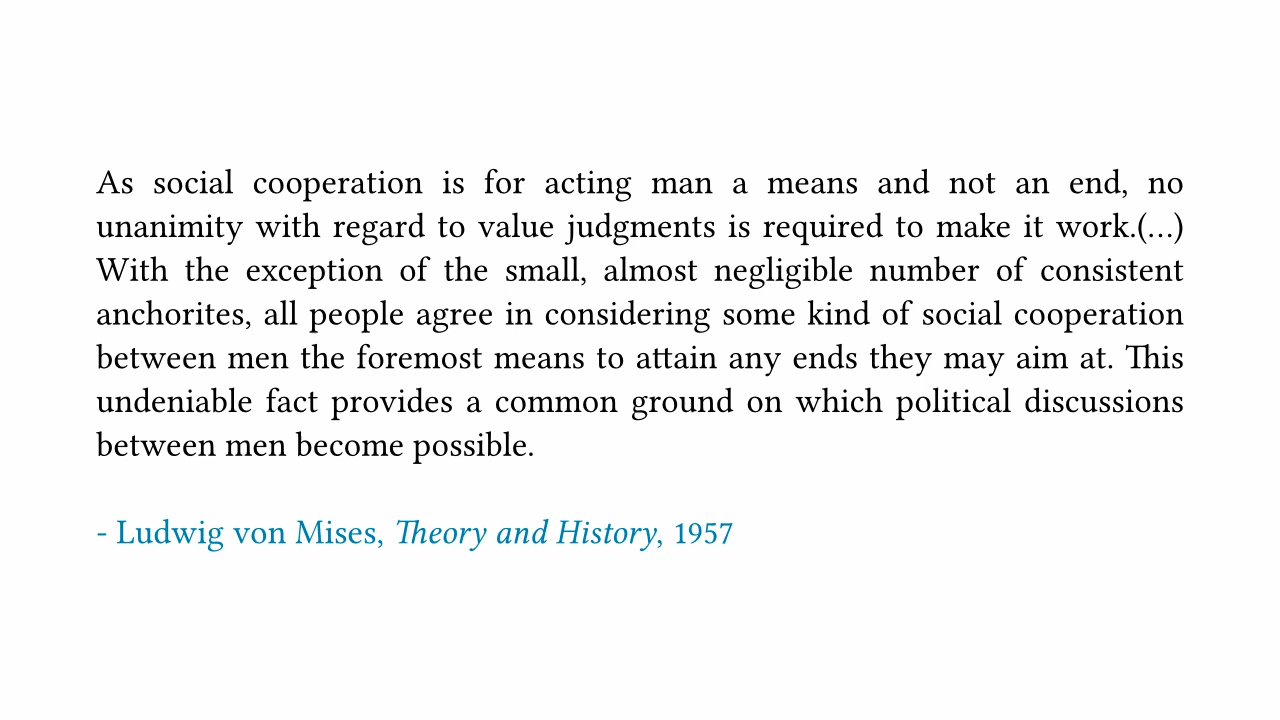 As social cooperation is for acting man a means and not an end, no
unanimity with regard to value judgments is required to make it work.(…)
With the exception of the small, almost negligible number of consistent
anchorites, all people agree in considering some kind of social cooperation
between men the foremost means to attain any ends they may aim at. This
undeniable fact provides a common ground on which political discussions
between men become possible.
- Ludwig von Mises, Theory and History, 1957